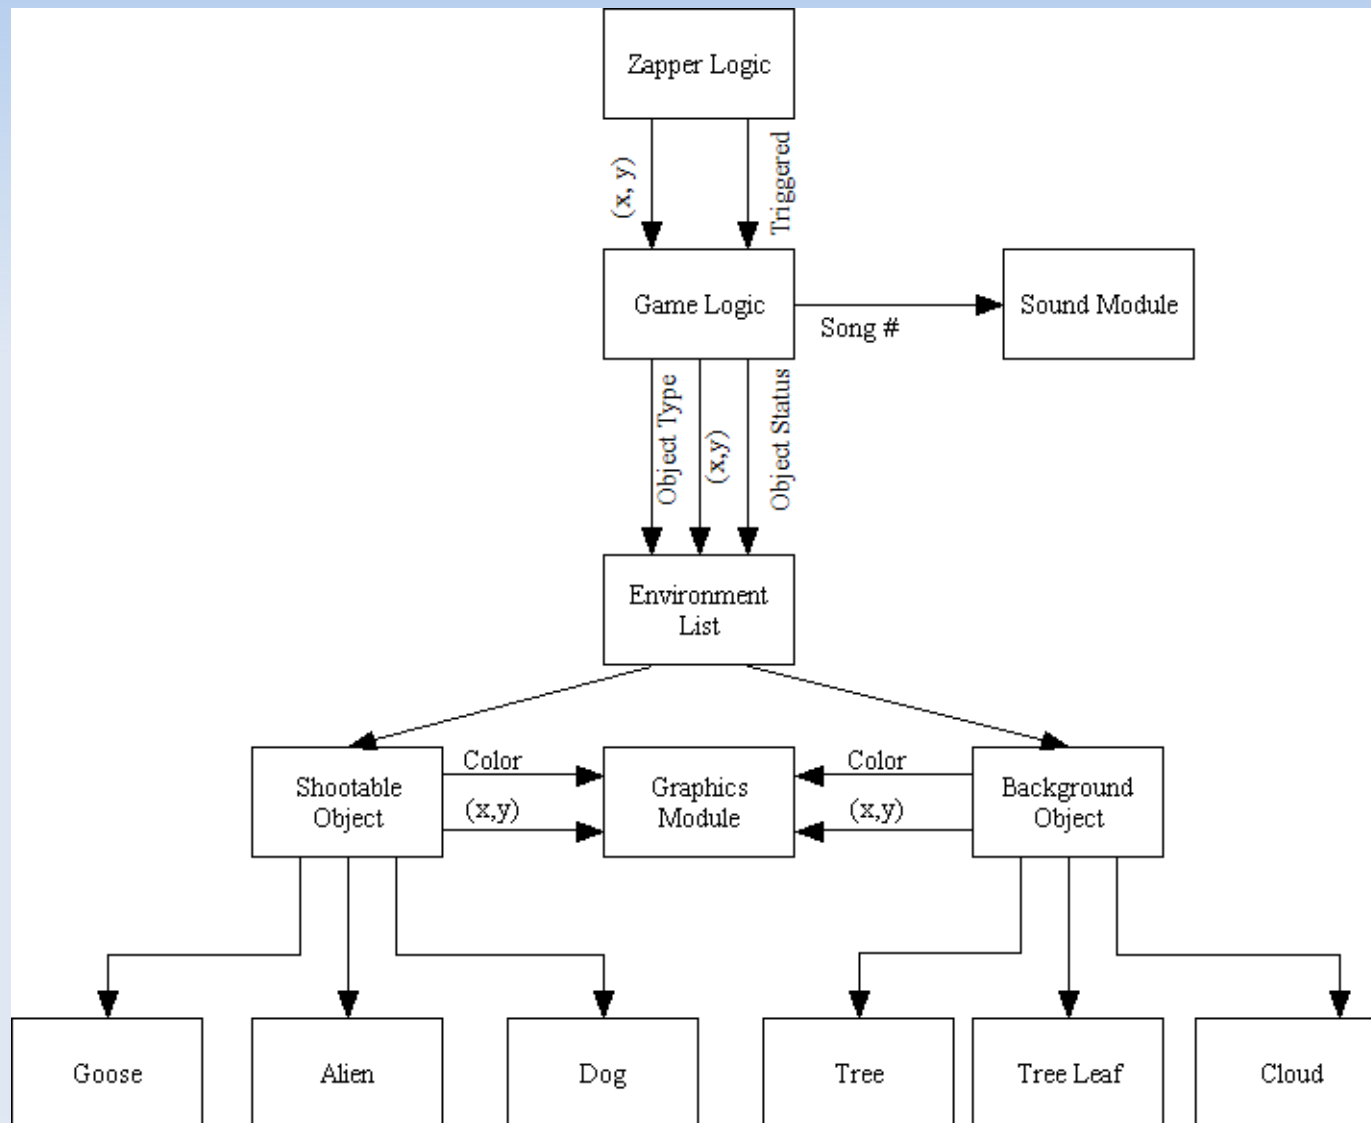 Zapper Logic
(x, y)
Triggered
Game Logic
Song #
Sound Module
Object Type
(x,y)
Object Status
Environment
List
Shootable
Object
Color
(x,y)
Graphics
Module
Color
(x,y)
Background
Object
Goose
Alien
Dog
Tree
Tree Leaf
Cloud